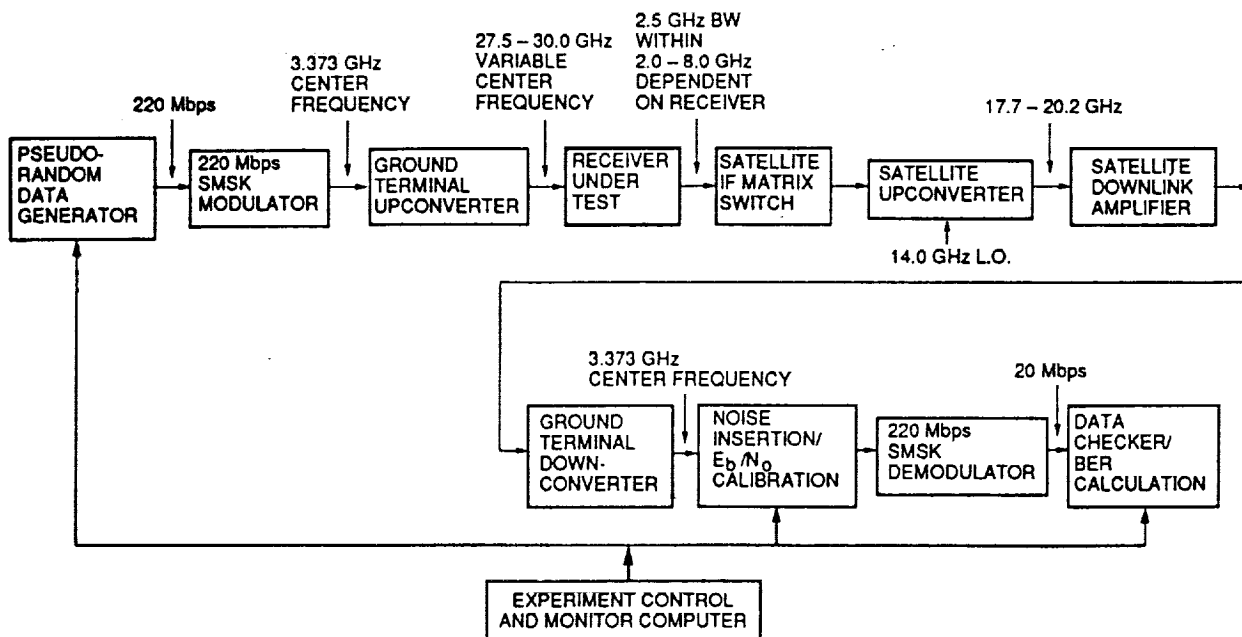 220 Mbps
3.373 GHz
CENTER
FREQUENCY
27.5 – 30.0 GHz
VARIABLE
CENTER
FREQUENCY
2.5 GHz BW
WITHIN
2.0 – 8.0 GHz
DEPENDENT
ON RECEIVER
17.7 – 20.2 GHz
PSEUDO-
RANDOM
DATA
GENERATOR
220 Mbps
SMSK
MODULATOR
GROUND
TERMINAL
UPCONVERTER
RECEIVER
UNDER
TEST
SATELLITE
IF MATRIX
SWITCH
SATELLITE
UPCONVERTER
SATELLITE
DOWNLINK
AMPLIFIER
14.0 GHz L.O.
3.373 GHz
CENTER FREQUENCY
20 Mbps
GROUND
TERMINAL
DOWN-
CONVERTER
NOISE
INSERTION/
E_b/N_o
CALIBRATION
220 Mbps
SMSK
DEMODULATOR
DATA
CHECKER/
BER
CALCULATION
EXPERIMENT CONTROL
AND MONITOR COMPUTER